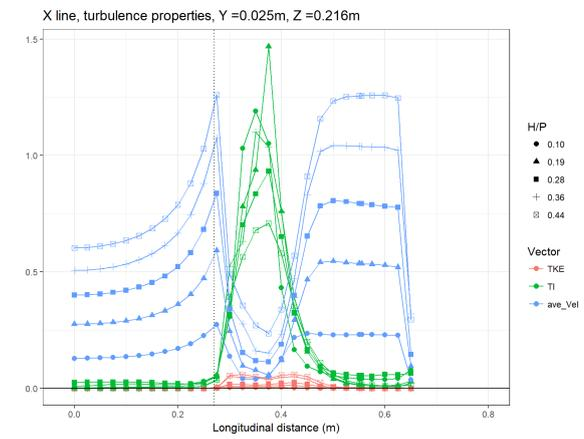 X line, turbulence properties, Y =0.025m, Z =0.216m
1.5
1.0
0.5
0.0
0.0
0.2
0.4
0.6
0.8
Longitudinal distance (m)
H/P
0.10
0.19
0.28
0.36
0.44
Vector
TKE
TI
ave_Vel